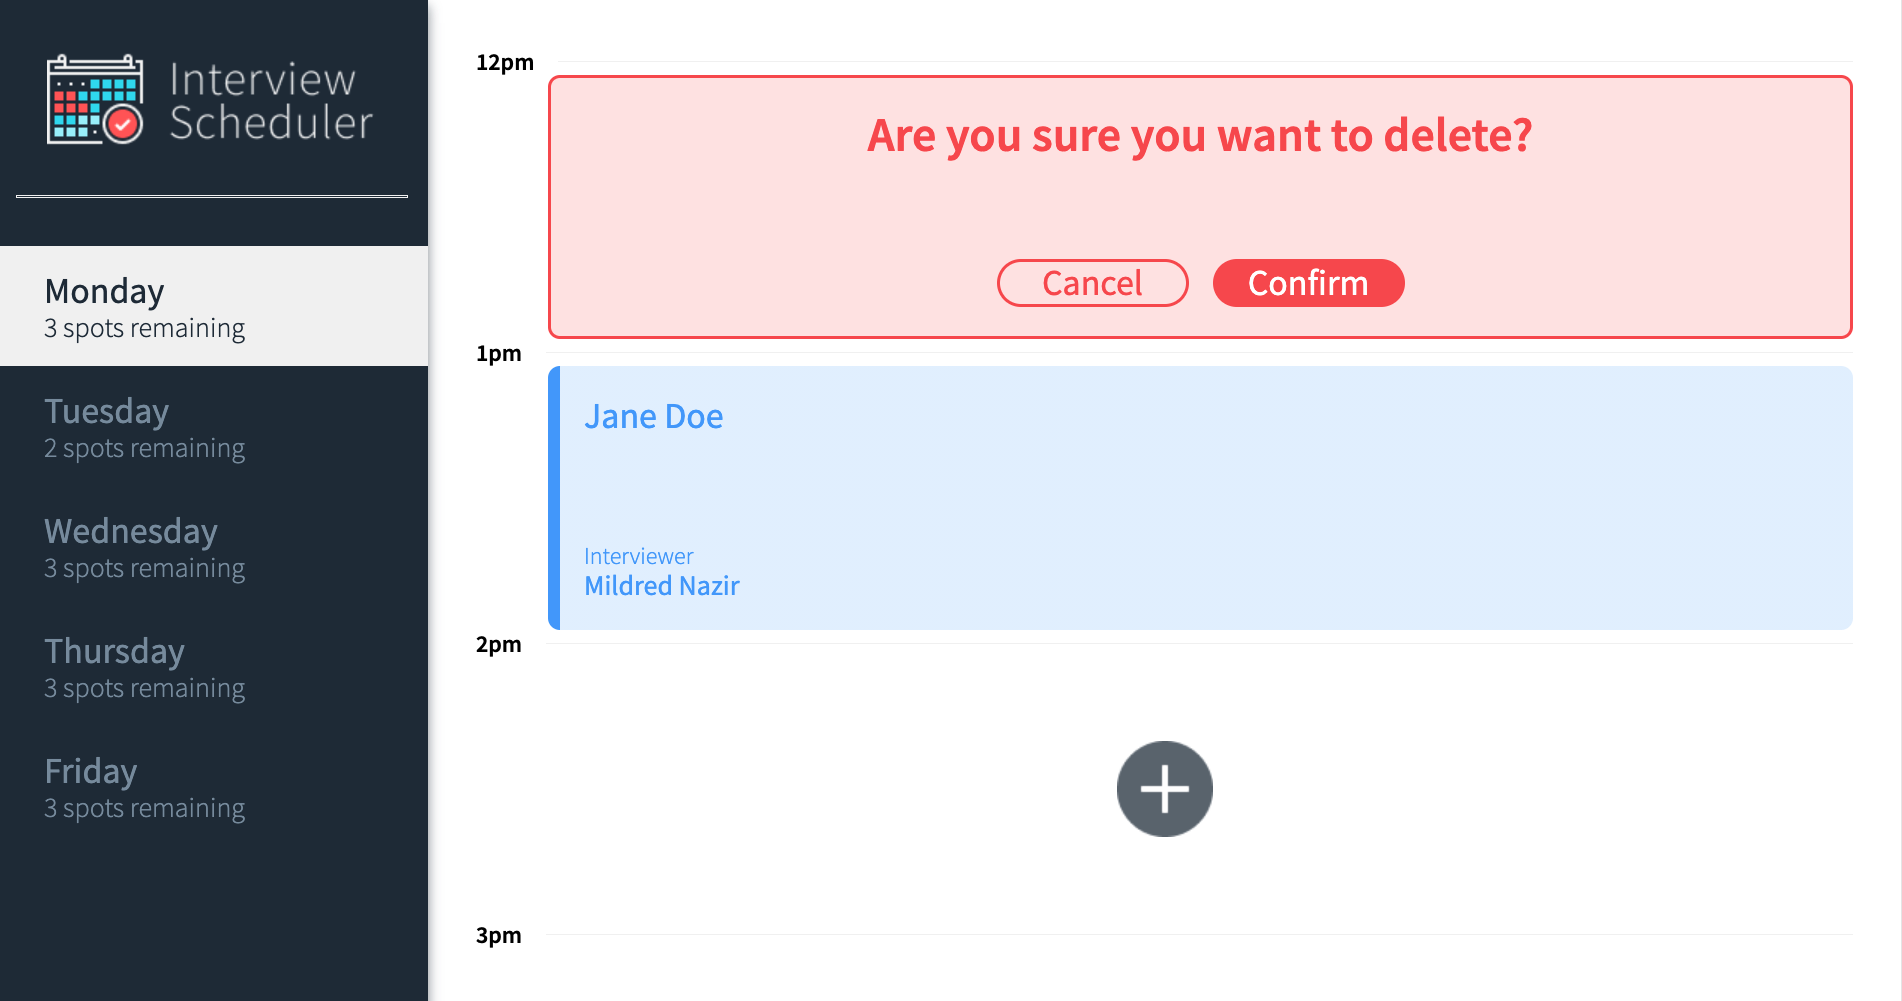 Interview
Scheduler
Monday
3 spots remaining
Tuesday
2 spots remaining
Wednesday
3 spots remaining
Thursday
3 spots remaining
Friday
3 spots remaining
12pm
Are you sure you want to delete?
Cancel Confirm
1pm
Jane Doe
Interviewer
Mildred Nazir
2pm
3pm